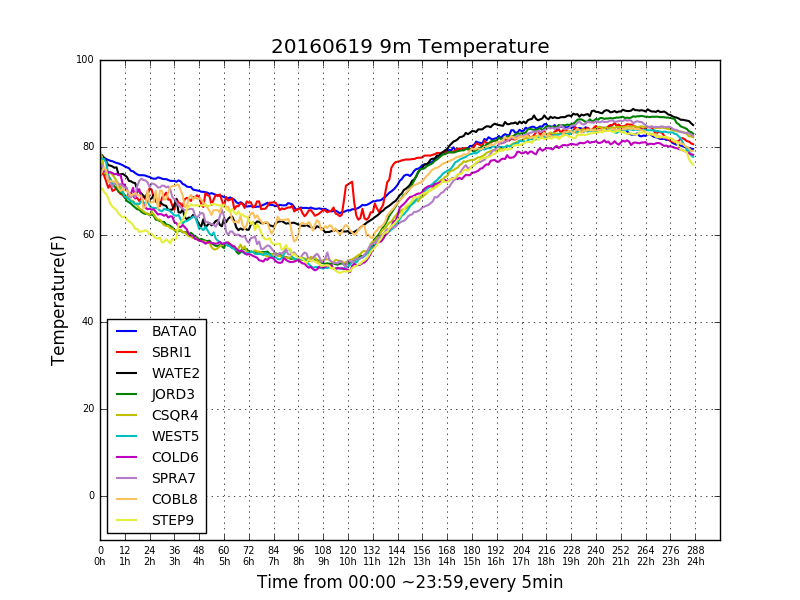 20160619 9m Temperature
100
80
60
40
20
0
Temperature(F)
BATA0
SBRI1
WATE2
JORD3
CSQR4
WEST5
COLD6
SPRA7
COBL8
STEP9
0 12 24 36 48 60 72 84 96 108 120 132 144 156 168 180 192 204 216 228 240 252 264 276 288
0h 1h 2h 3h 4h 5h 6h 7h 8h 9h 10h 11h 12h 13h 14h 15h 16h 17h 18h 19h 20h 21h 22h 23h 24h
Time from 00:00 ~23:59,every 5min